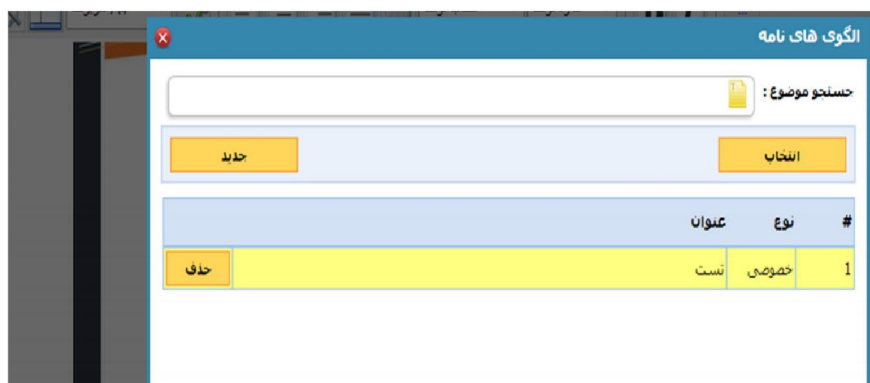 الگوی های نامه
جستجو موضوع :
انتخاب جدید
# نوع عنوان
1 خصوصی تست حذف